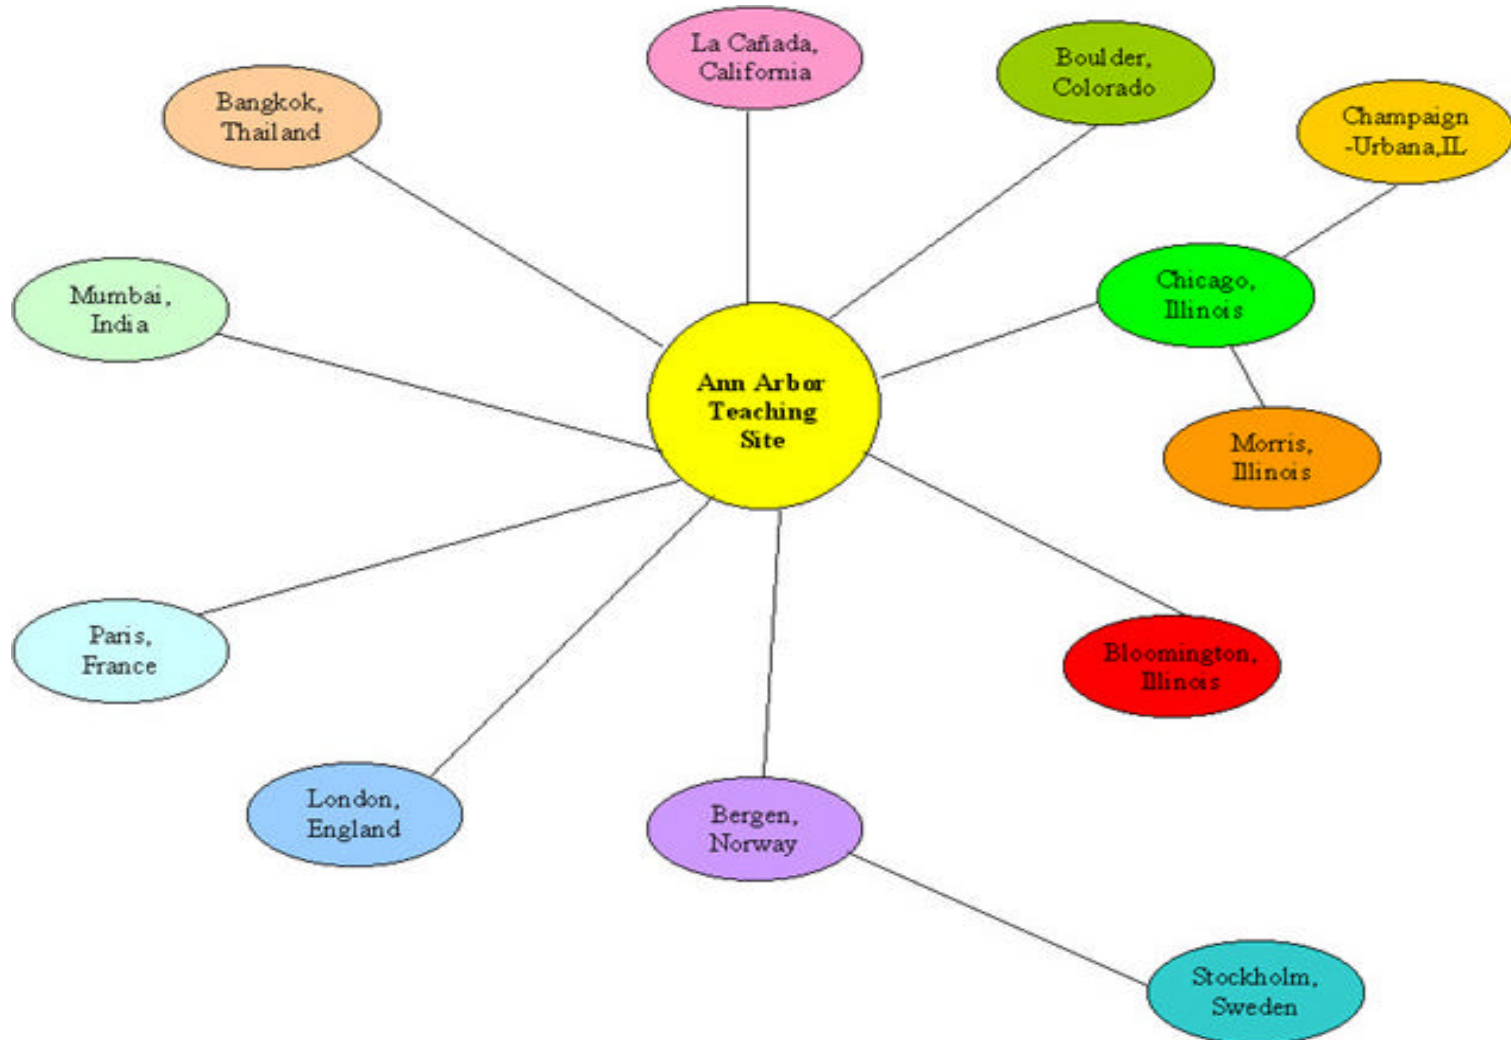 La Cañada,
California
Boulder,
Colorado
Bangkok,
Thailand
Champaign
-Urbana,IL
Mumbai,
India
Chicago,
Illinois
Ann Arbor
Teaching
Site
Morris,
Illinois
Paris,
France
Bloomington,
Illinois
London,
England
Bergen,
Norway
Stockholm,
Sweden